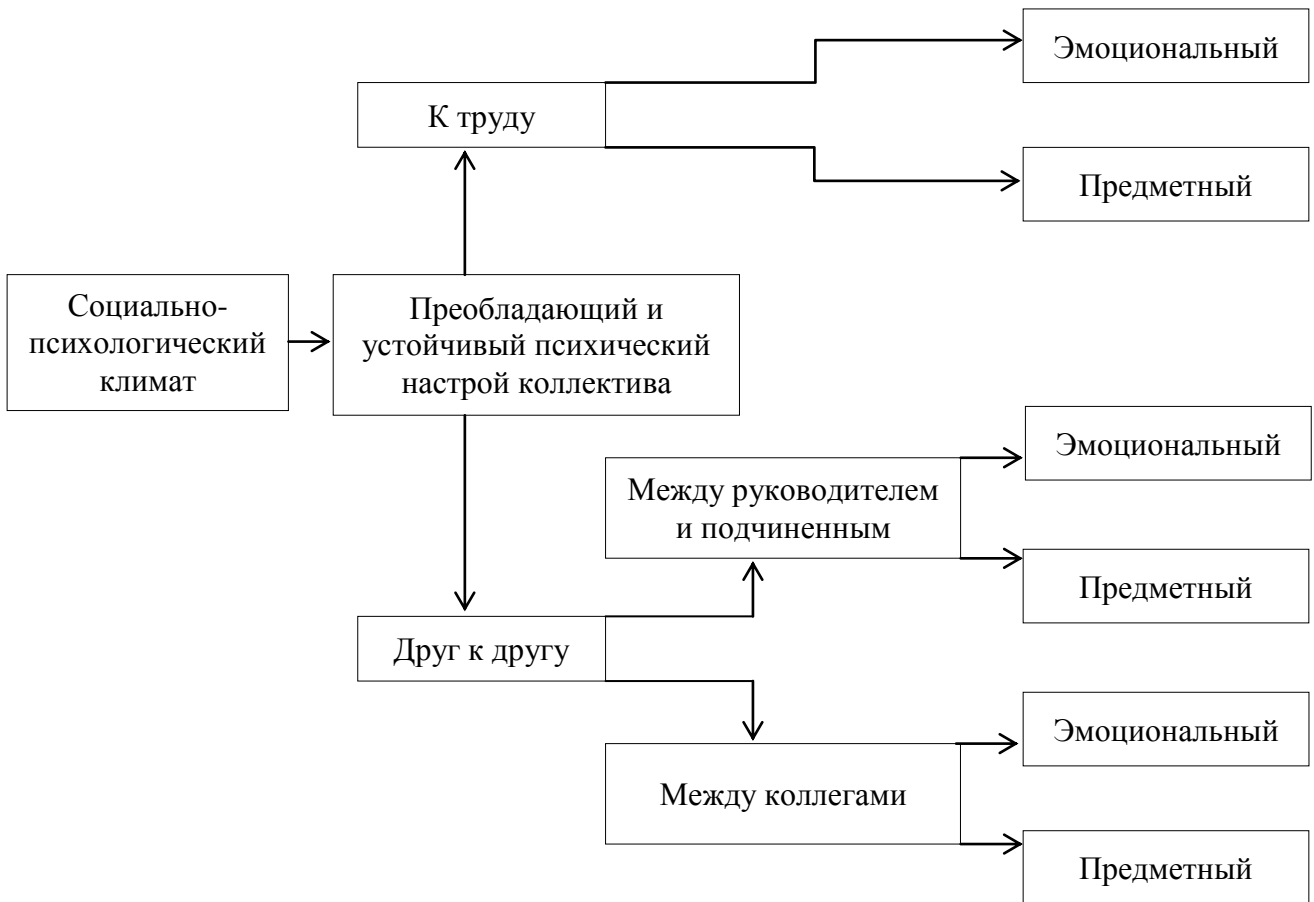 Эмоциональный
К труду
Предметный
Социально-
психологический
климат
Преобладающий и
устойчивый психический
настрой коллектива
Эмоциональный
Между руководителем
и подчиненным
Предметный
Друг к другу
Эмоциональный
Между коллегами
Предметный